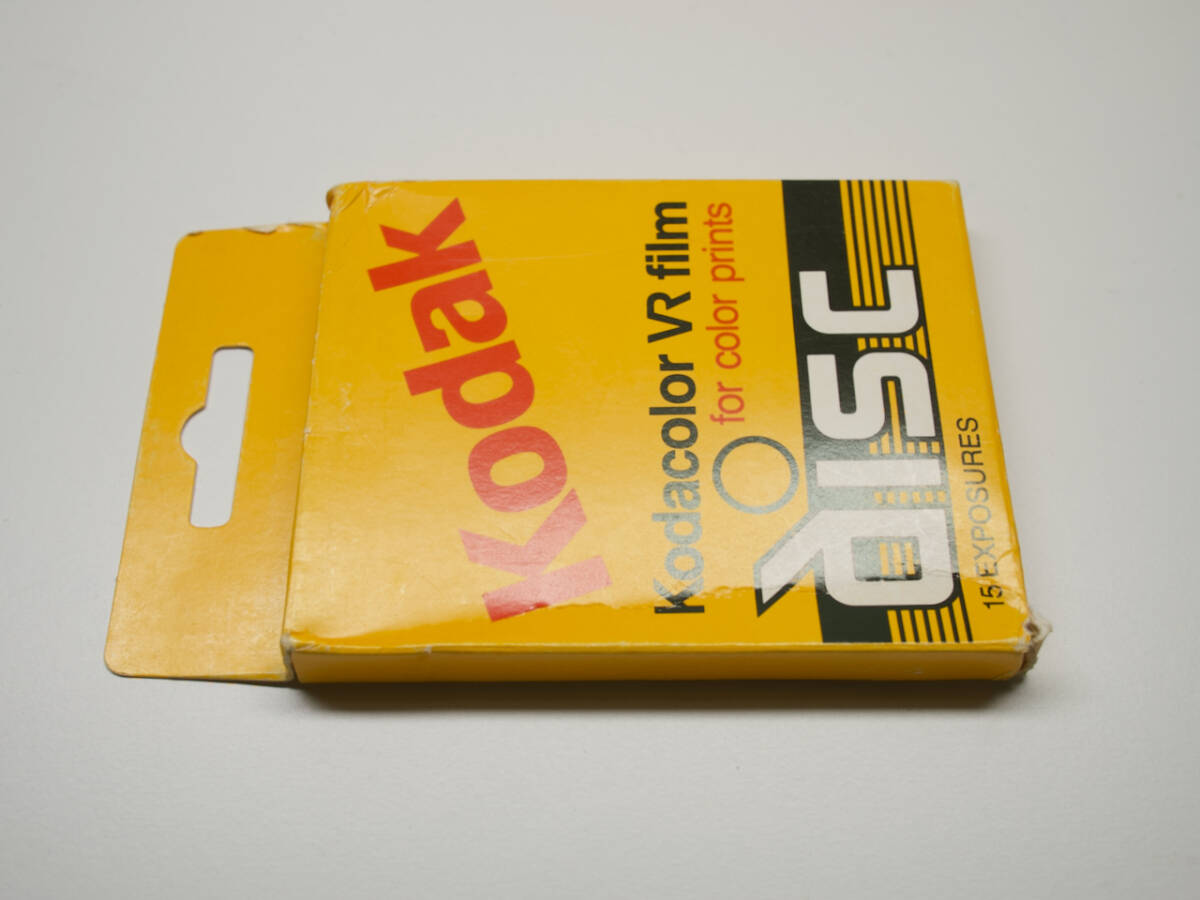 Kodak
Kodacolor VR film
for color prints
disc
15 EXPOSURES